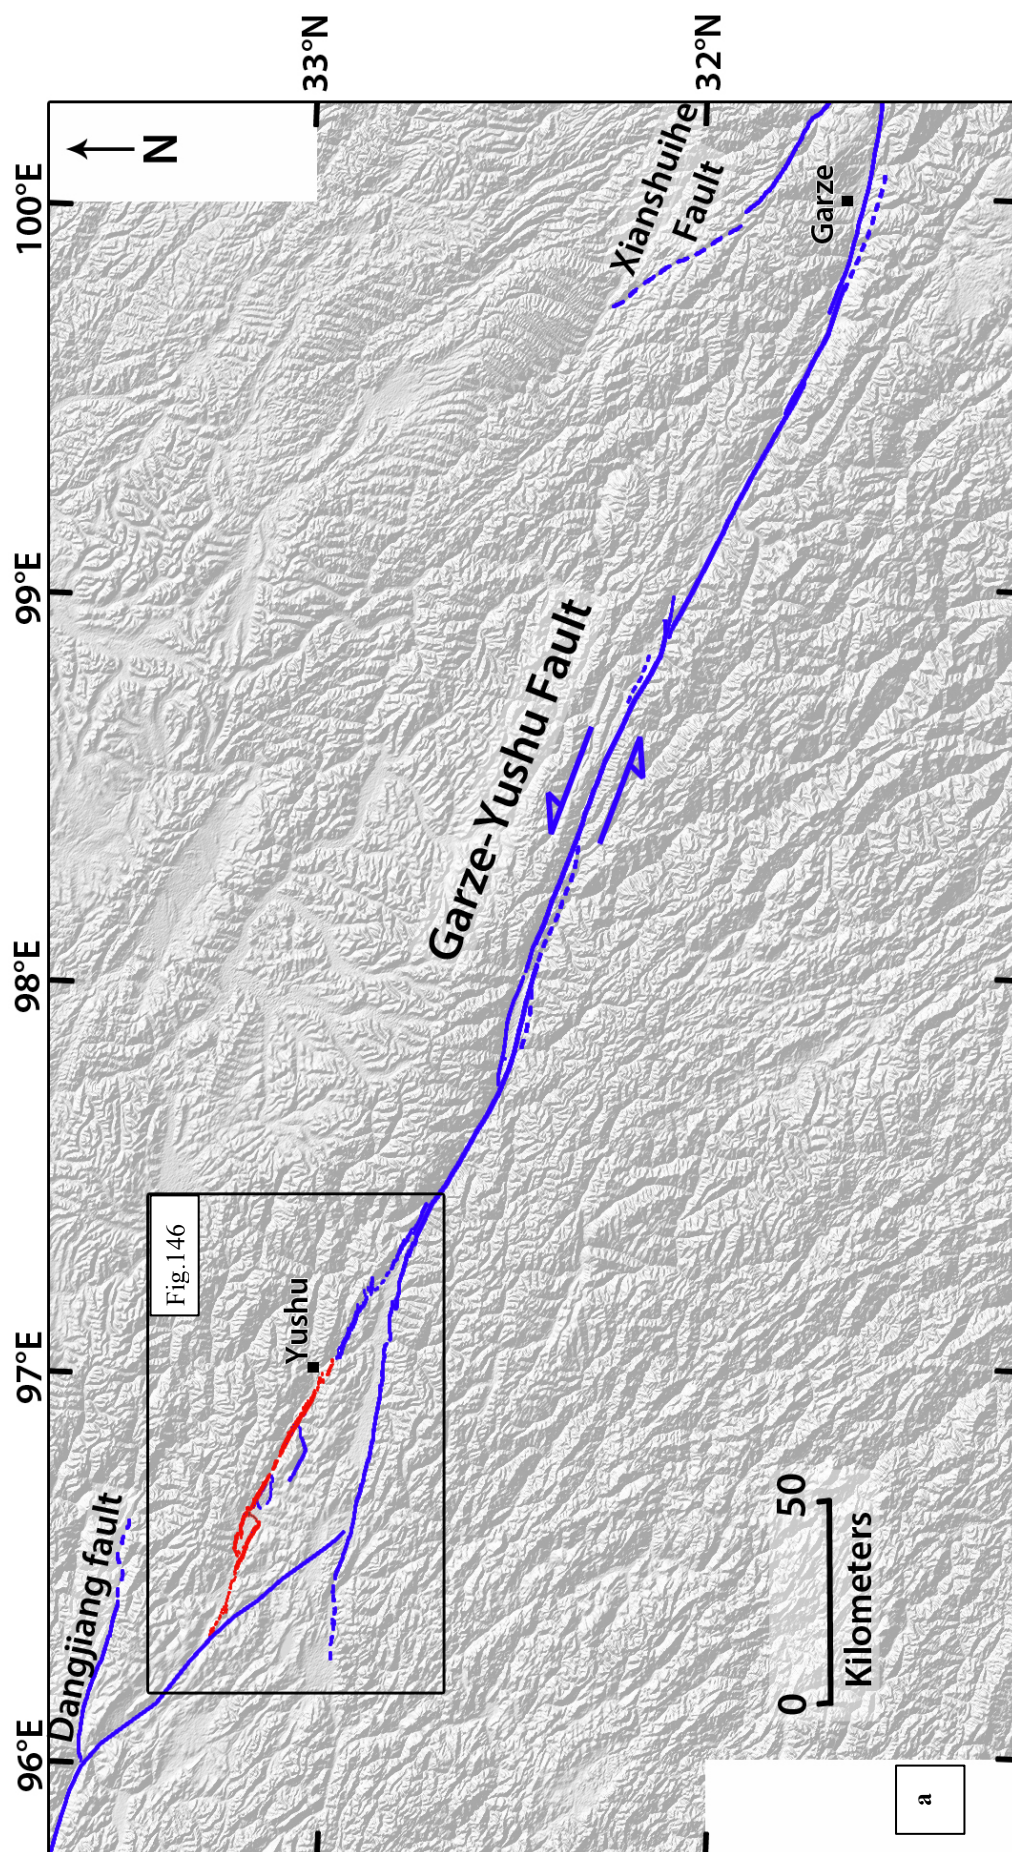 96°E
97°E
98°E
99°E
100°E
N
33°N
32°N
Dangjiang fault
Fig.146
Yushu
Garze-Yushu Fault
Xianshuihe
Fault
Garze
0
50
Kilometers
a